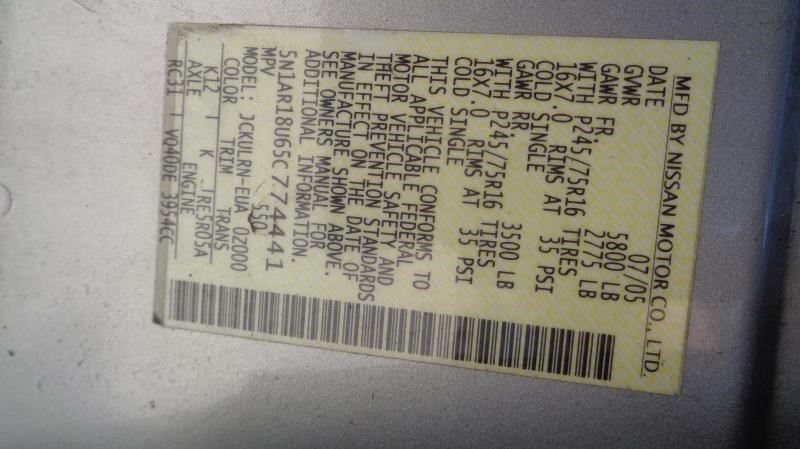 MFD BY NISSAN MOTOR CO., LTD.
DATE 07/05
GVWR 5800 LB
GAWR FR. 2775 LB
WITH P245/75R16 TIRES
16X7.0 RIMS AT 35 PSI
COLD SINGLE
GAWR RR. 3500 LB
WITH P245/75R16 TIRES
16X7.0 RIMS AT 35 PSI
COLD SINGLE
THIS VEHICLE CONFORMS TO
ALL APPLICABLE FEDERAL
MOTOR VEHICLE SAFETY AND
THEFT PREVENTION STANDARDS
IN EFFECT ON THE DATE OF
MANUFACTURE SHOWN ABOVE.
SEE OWNERS MANUAL FOR
ADDITIONAL INFORMATION.
5N1AR18U65C774441
MPV 550
MODEL: JCKULRN-EUA 0Z000
COLOR TRIM TRANS
K12 | K TRE5R05A
AXLE ENGINE
RC31 | VQ40DE 3954CC